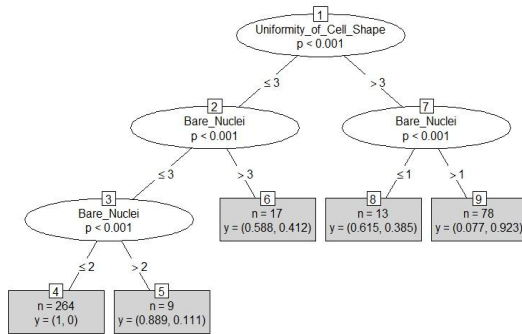 1
Uniformity_of_Cell_Shape
p < 0.001
≤ 3
> 3
2
Bare_Nuclei
p < 0.001
7
Bare_Nuclei
p < 0.001
≤ 3
> 3
≤ 1
> 1
3
Bare_Nuclei
p < 0.001
6
n = 17
y = (0.588, 0.412)
8
n = 13
y = (0.615, 0.385)
9
n = 78
y = (0.077, 0.923)
≤ 2
> 2
4
n = 264
y = (1, 0)
5
n = 9
y = (0.889, 0.111)